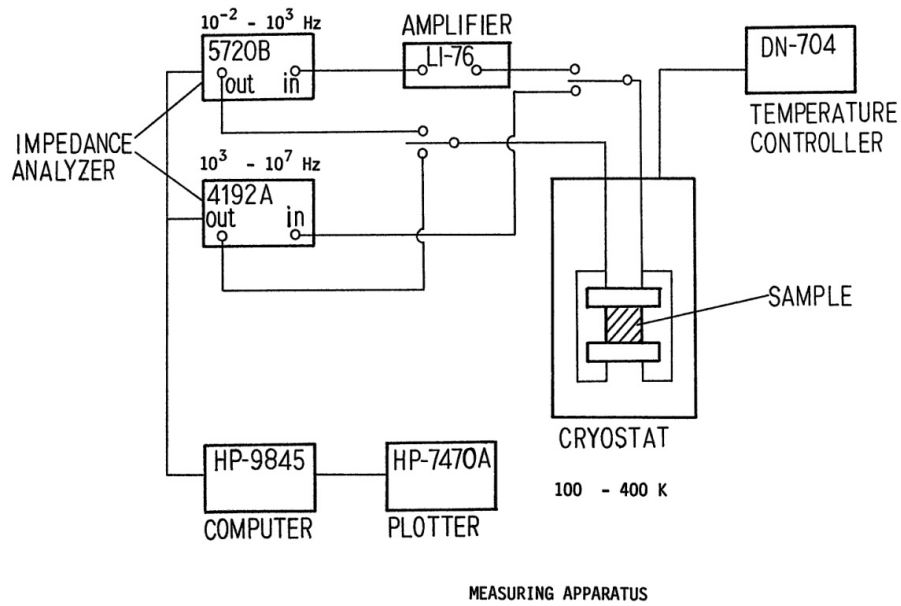 10⁻² - 10³ Hz
5720B
out in
AMPLIFIER
LI-76
DN-704
TEMPERATURE
CONTROLLER
IMPEDANCE
ANALYZER
10³ - 10⁷ Hz
4192A
out in
SAMPLE
CRYOSTAT
100 - 400 K
HP-9845
COMPUTER
HP-7470A
PLOTTER
MEASURING APPARATUS